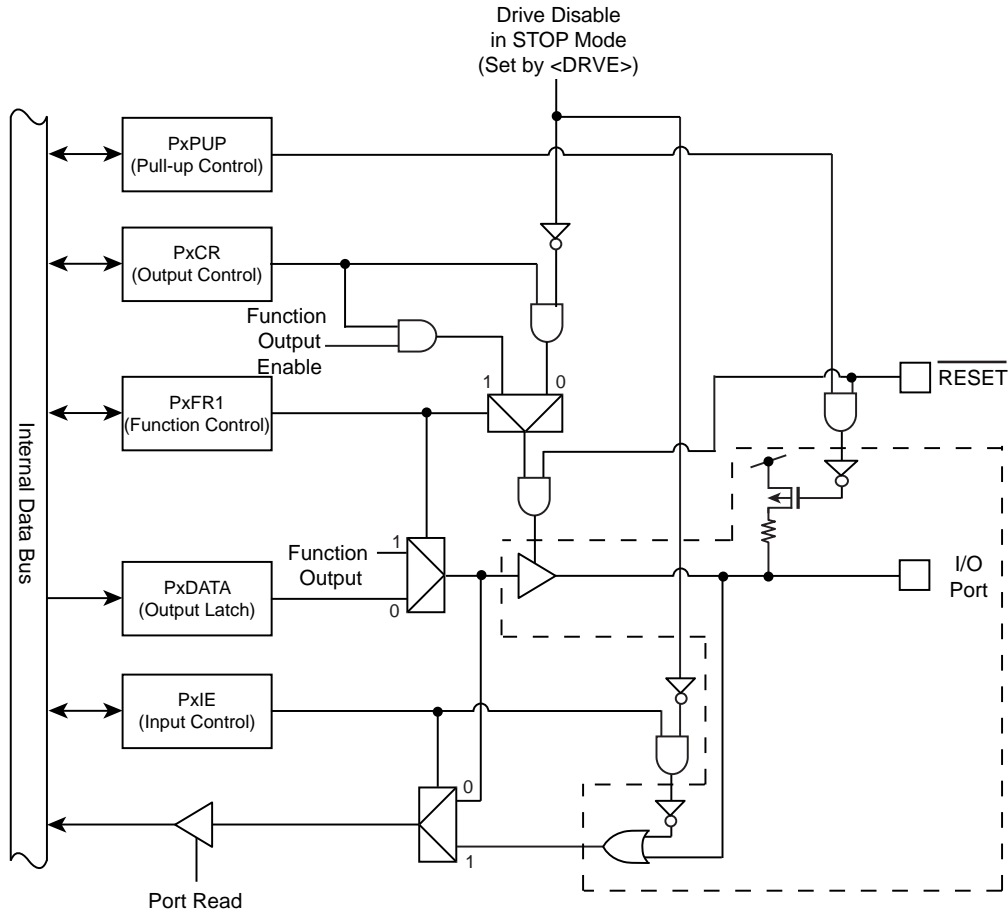 Drive Disable
in STOP Mode
(Set by <DRVE>)
PxPUP
(Pull-up Control)
PxCR
(Output Control)
Function
Output
Enable
1
0
RESET
PxFR1
(Function Control)
Internal Data Bus
1
Function
Output
0
I/O
Port
PxDATA
(Output Latch)
PxIE
(Input Control)
0
1
Port Read